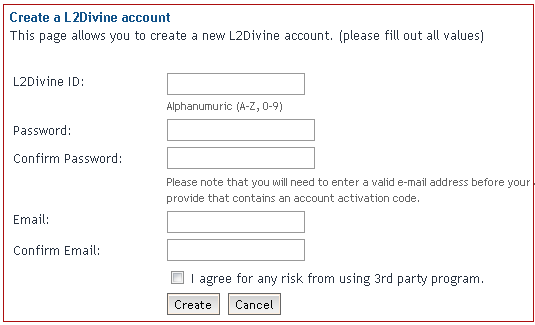 Create a L2Divine account
This page allows you to create a new L2Divine account. (please fill out all values)
L2Divine ID:
Alphanumuric (A-Z, 0-9)
Password:
Confirm Password:
Please note that you will need to enter a valid e-mail address before your
provide that contains an account activation code.
Email:
Confirm Email:
I agree for any risk from using 3rd party program.
Create Cancel